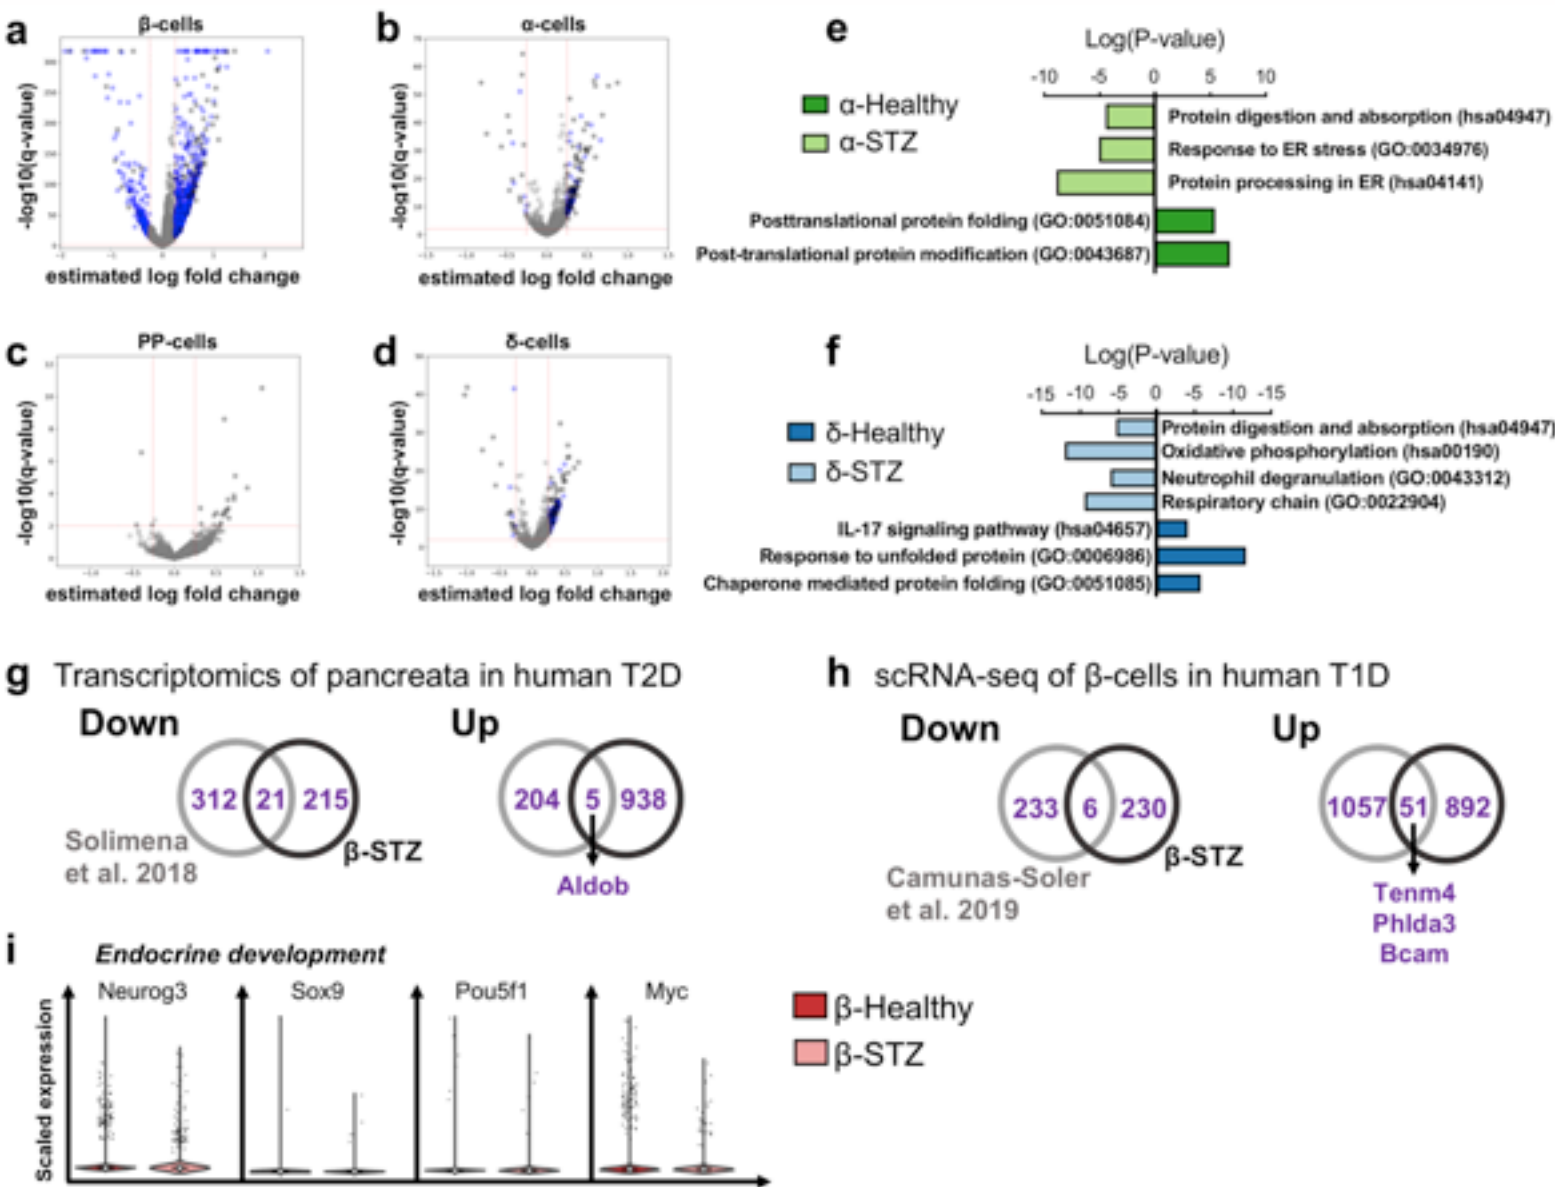 a
β-cells
-log10(q-value)
estimated log fold change
b
α-cells
-log10(q-value)
estimated log fold change
c
PP-cells
-log10(q-value)
estimated log fold change
d
δ-cells
-log10(q-value)
estimated log fold change
e
Log(P-value)
-10 -5 0 5 10
α-Healthy
α-STZ
Protein digestion and absorption (hsa04947)
Response to ER stress (GO:0034976)
Protein processing in ER (hsa04141)
Posttranslational protein folding (GO:0051084)
Post-translational protein modification (GO:0043687)
f
Log(P-value)
-15 -10 -5 0 -5 -10 -15
δ-Healthy
δ-STZ
Protein digestion and absorption (hsa04947)
Oxidative phosphorylation (hsa00190)
Neutrophil degranulation (GO:0043312)
Respiratory chain (GO:0022904)
IL-17 signaling pathway (hsa04657)
Response to unfolded protein (GO:0006986)
Chaperone mediated protein folding (GO:0051085)
g Transcriptomics of pancreata in human T2D
Down
312 21 215
Solimena
et al. 2018
β-STZ
Up
204 5 938
Aldob
h scRNA-seq of β-cells in human T1D
Down
233 6 230
Camunas-Soler
et al. 2019
β-STZ
Up
1057 51 892
Tenm4
Phlda3
Bcam
i
Endocrine development
Scaled expression
Neurog3 Sox9 Pou5f1 Myc
β-Healthy
β-STZ